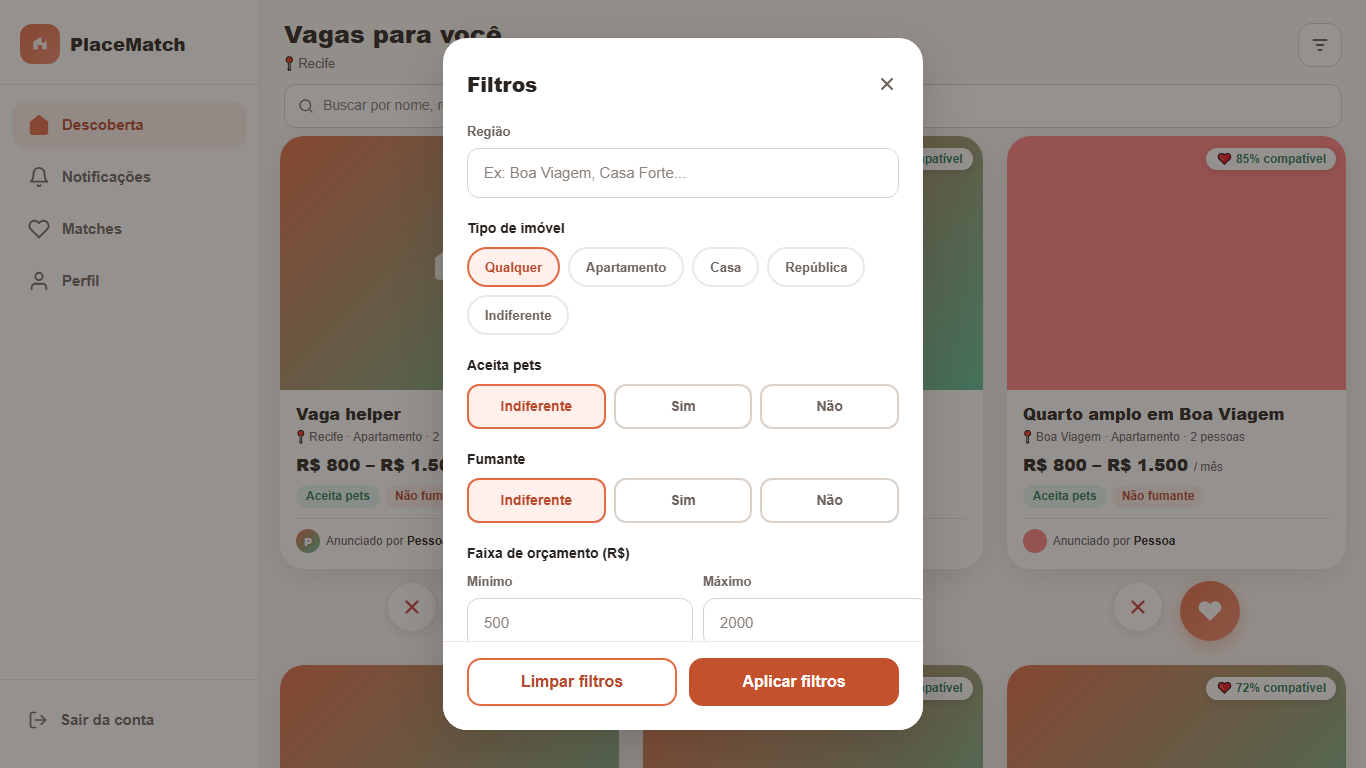 PlaceMatch
Descoberta
Notificações
Matches
Perfil
Sair da conta
Vagas para você
Recife
Buscar por nome,
Filtros
Região
Ex: Boa Viagem, Casa Forte...
Tipo de imóvel
Qualquer
Apartamento
Casa
República
Indiferente
Aceita pets
Indiferente
Sim
Não
Fumante
Indiferente
Sim
Não
Faixa de orçamento (R$)
Mínimo
Máximo
500
2000
Limpar filtros
Aplicar filtros
Vaga helper
Recife · Apartamento · 2
R$ 800 – R$ 1.50
Aceita pets
Não fum
P
Anunciado por Pesso
patível
85% compatível
Quarto amplo em Boa Viagem
Boa Viagem · Apartamento · 2 pessoas
R$ 800 – R$ 1.500 / mês
Aceita pets
Não fumante
Anunciado por Pessoa
patível
72% compatível